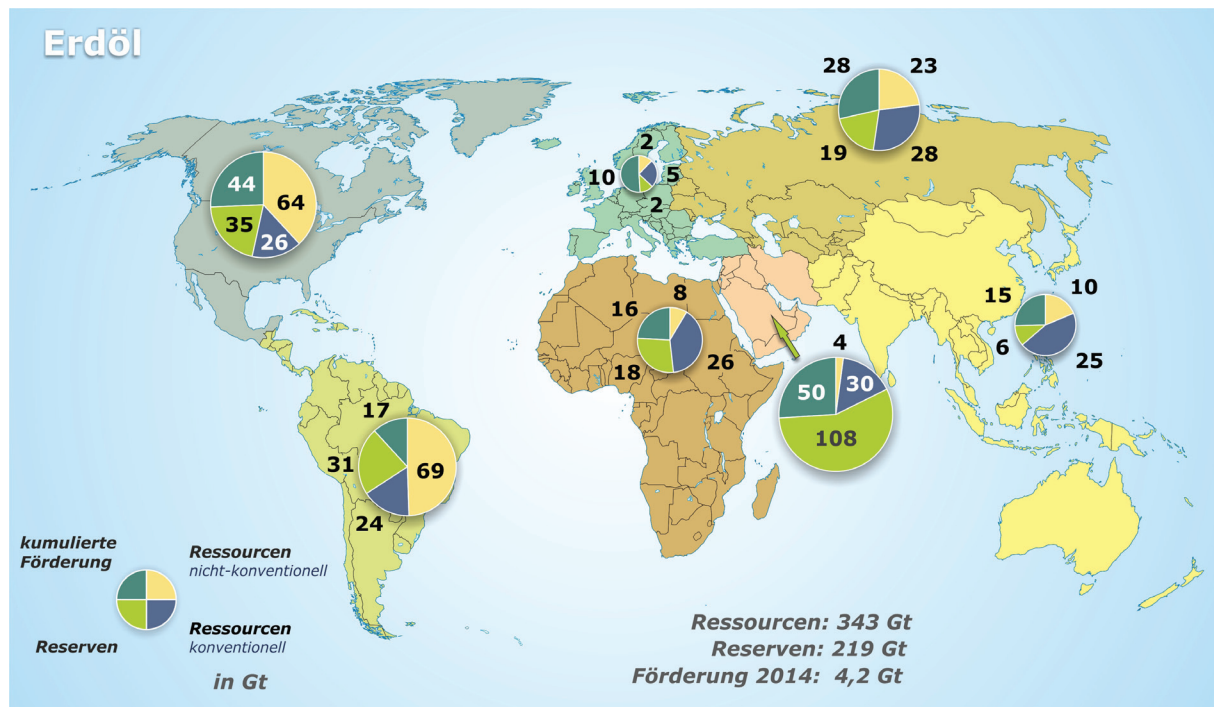 Erdöl
44
64
35
26
2
10
5
2
28
23
19
28
16
8
18
26
4
50
30
108
15
10
6
25
17
31
69
24
kumulierte
Förderung
Ressourcen
nicht-konventionell
Reserven
Ressourcen
konventionell
in Gt
Ressourcen: 343 Gt
Reserven: 219 Gt
Förderung 2014: 4,2 Gt